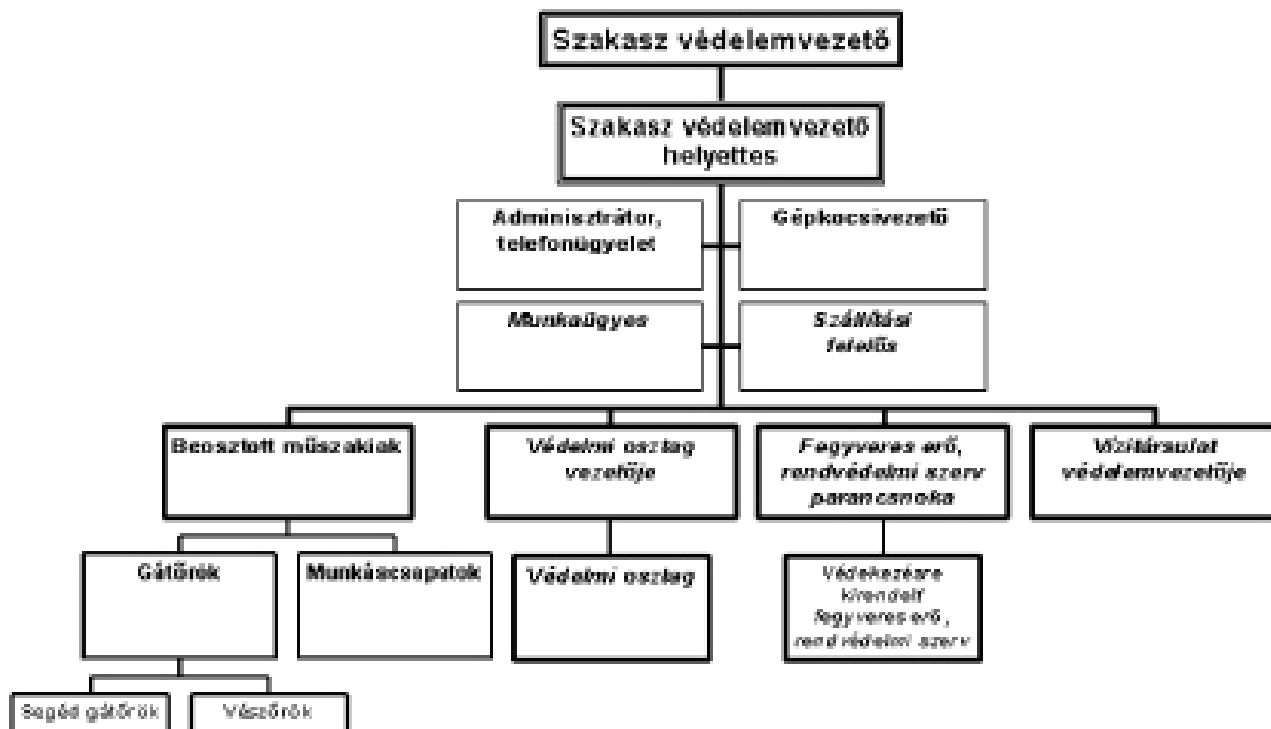 Szakasz védelemvezető
Szakasz védelemvezető
helyettes
Adminisztrátor,
telefonügyelet
Gépkocsivezető
Munkaügyes
Szállítási
felelős
Beosztott műszakiak
Védelmi osztag
vezetője
Fegyveres erő,
rendvédelmi szerv
parancsnoka
Vízitársulat
védelemvezetője
Gátőrök
Munkáscsapatok
Védelmi osztag
Védekezésre
kirendelt
fegyveres erő,
rendvédelmi szerv
Segéd gátőrök
Vészőrök